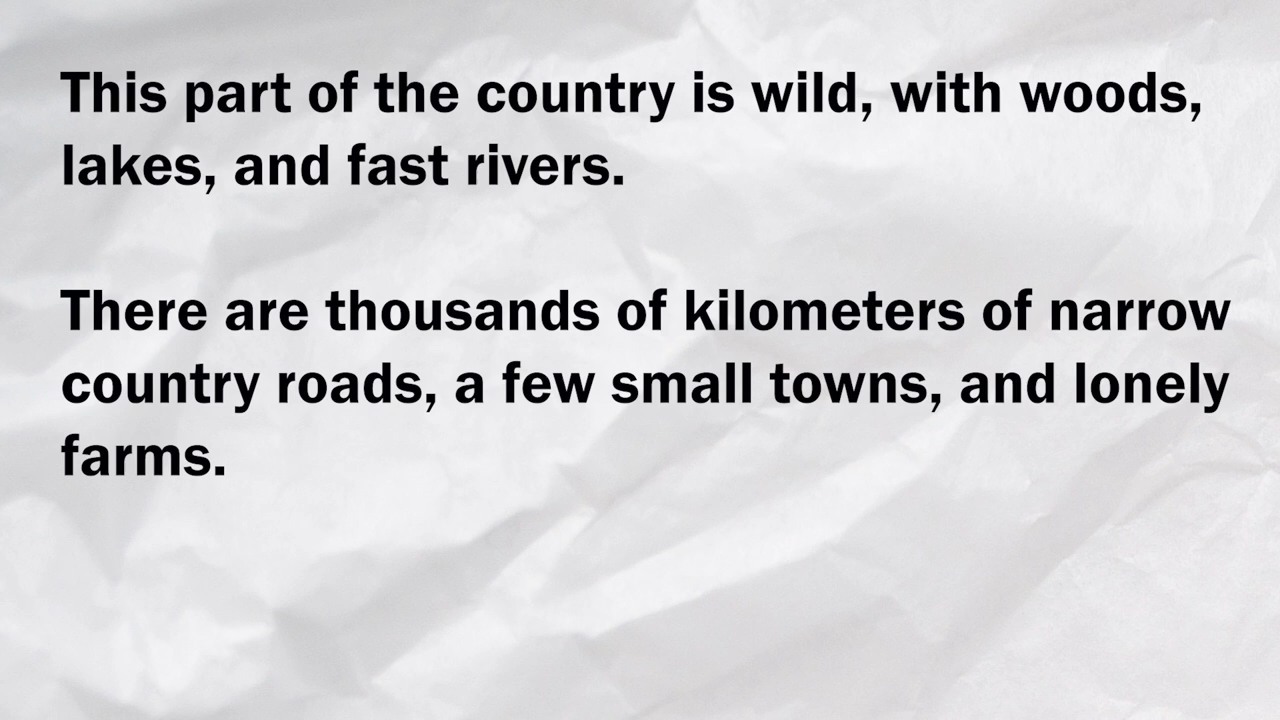 This part of the country is wild, with woods,
lakes, and fast rivers.
There are thousands of kilometers of narrow
country roads, a few small towns, and lonely
farms.